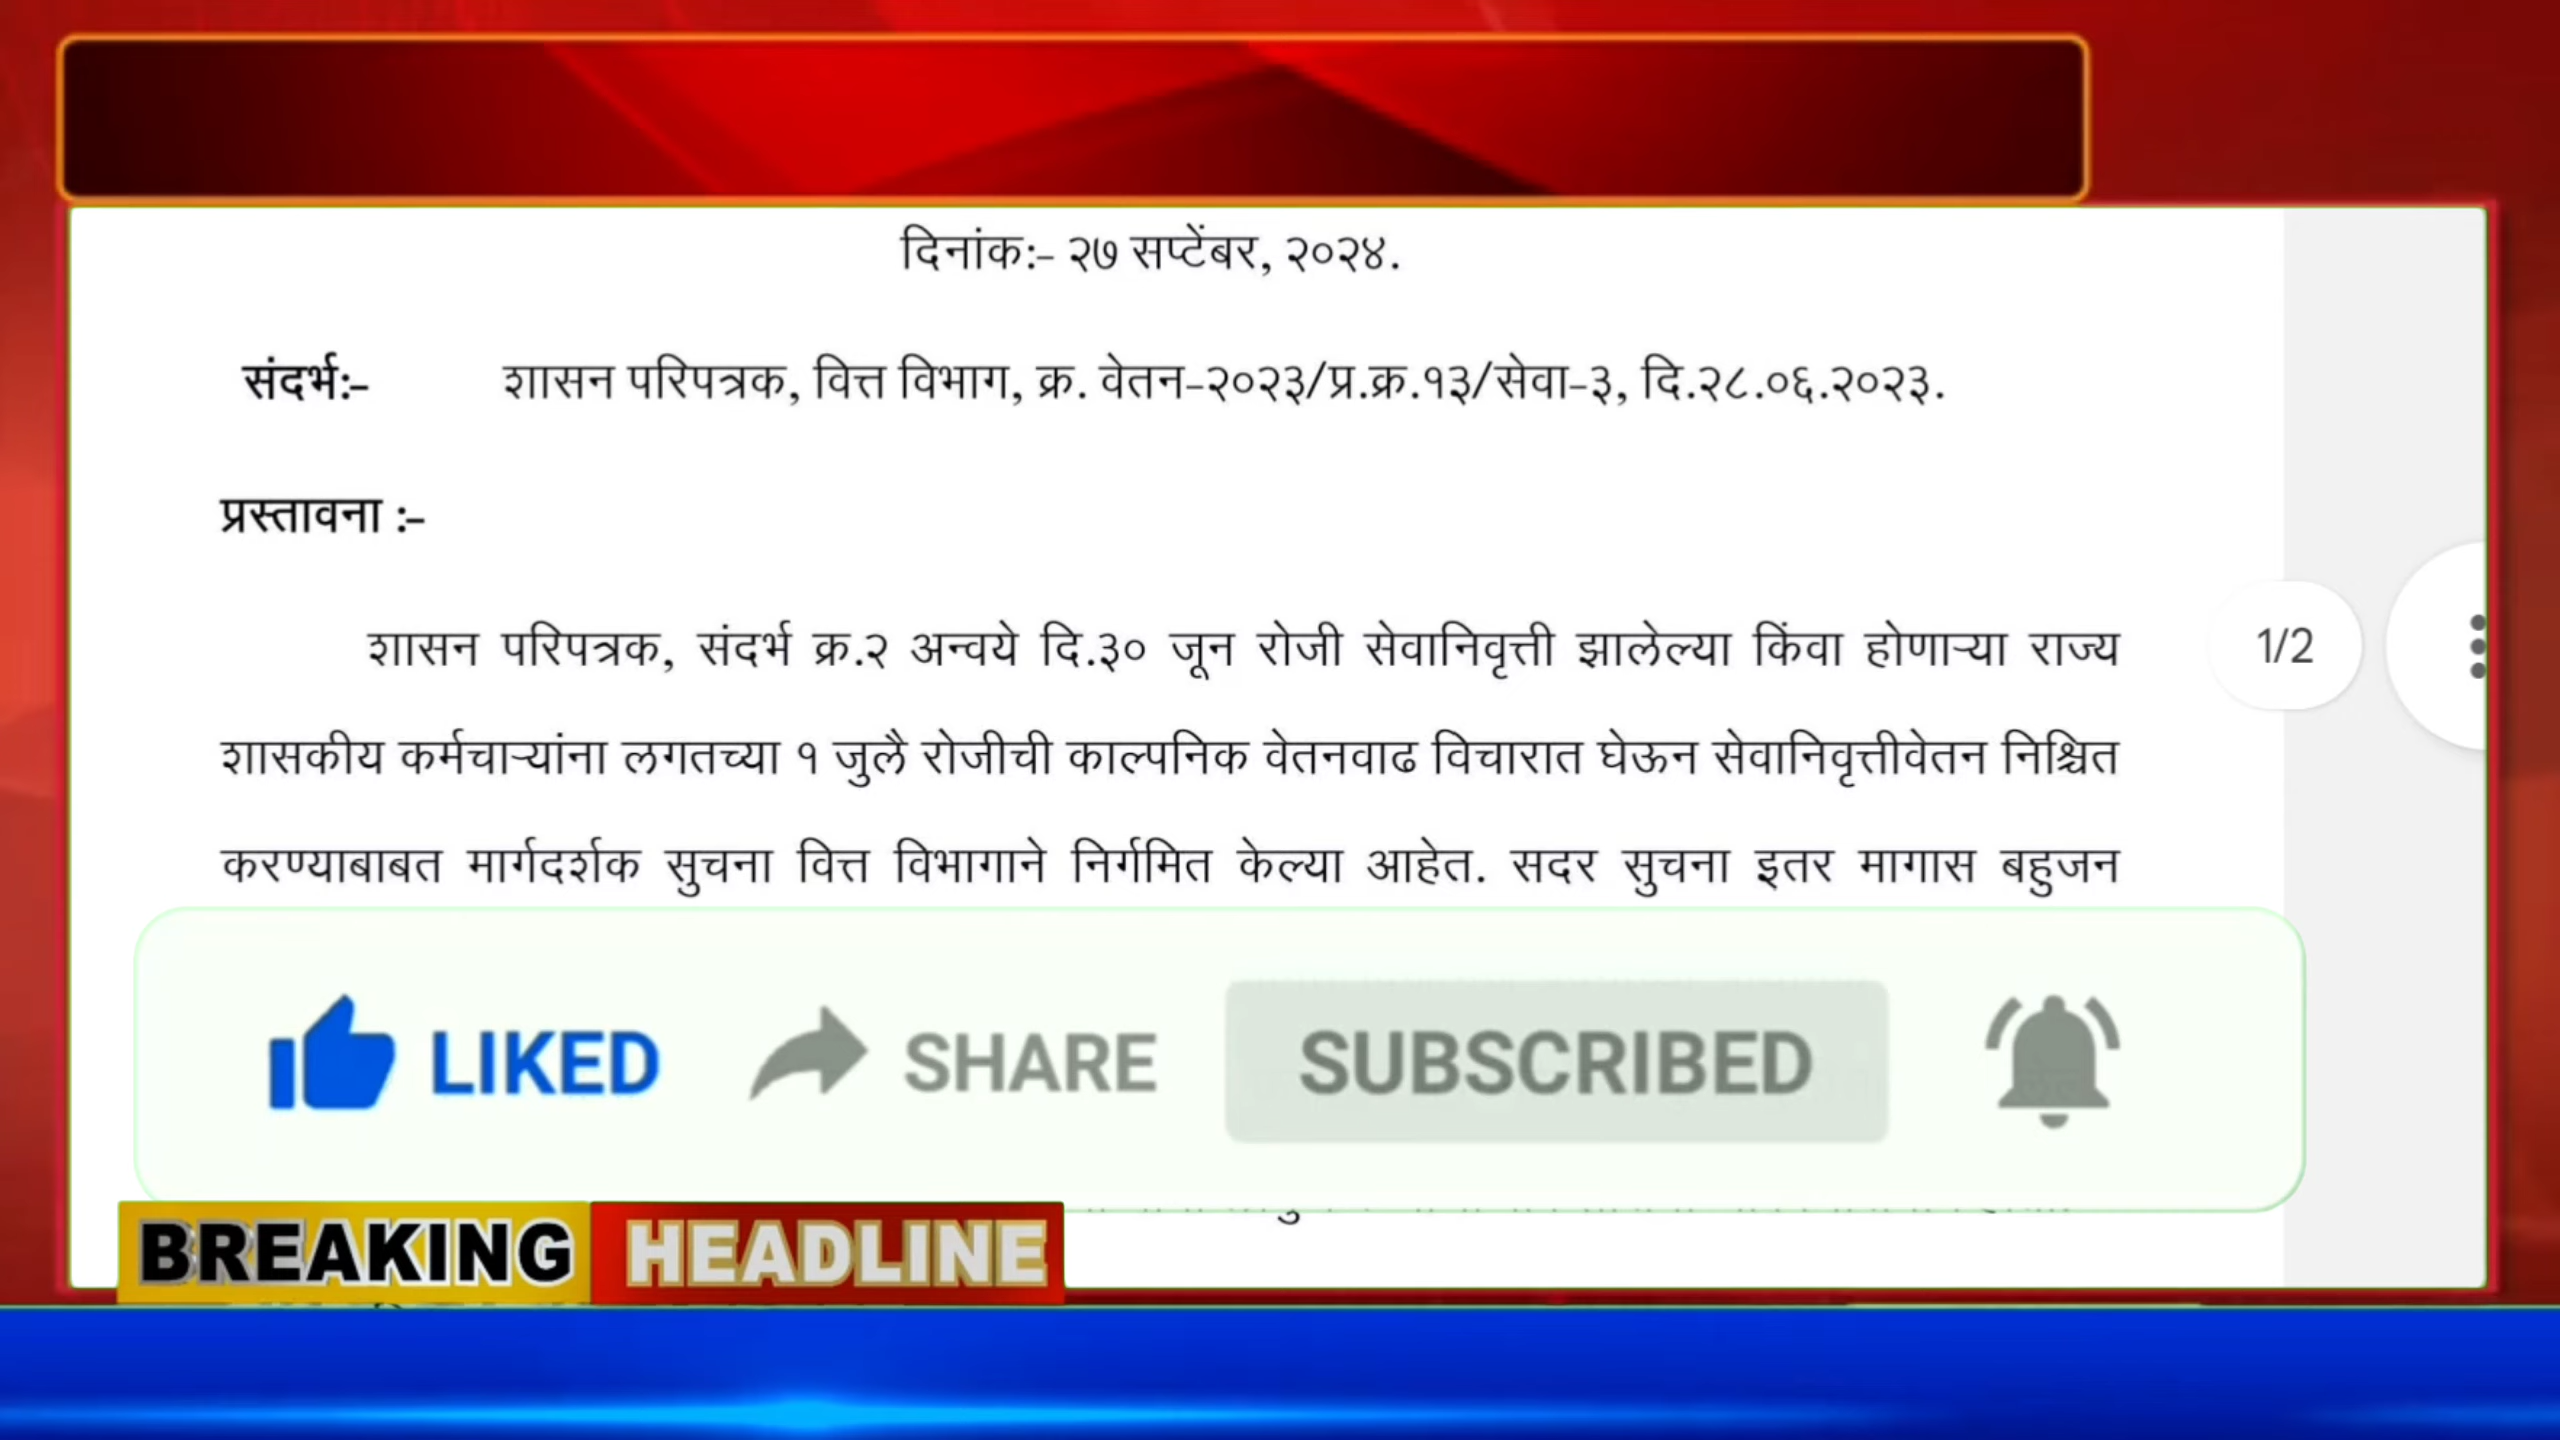 दिनांक:- २७ सप्टेंबर, २०२४.
संदर्भ:- शासन परिपत्रक, वित्त विभाग, क्र. वेतन-२०२३/प्र.क्र.१३/सेवा-३, दि.२८.०६.२०२३.
प्रस्तावना :-
शासन परिपत्रक, संदर्भ क्र.२ अन्वये दि.३० जून रोजी सेवानिवृत्ती झालेल्या किंवा होणाऱ्या राज्य
1/2
शासकीय कर्मचाऱ्यांना लगतच्या १ जुलै रोजीची काल्पनिक वेतनवाढ विचारात घेऊन सेवानिवृत्तीवेतन निश्चित
करण्याबाबत मार्गदर्शक सुचना वित्त विभागाने निर्गमित केल्या आहेत. सदर सुचना इतर मागास बहुजन
LIKED SHARE SUBSCRIBED
BREAKING HEADLINE